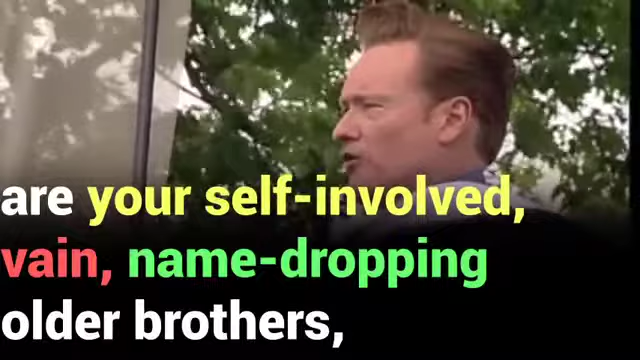 are your self-involved,
vain, name-dropping
older brothers,